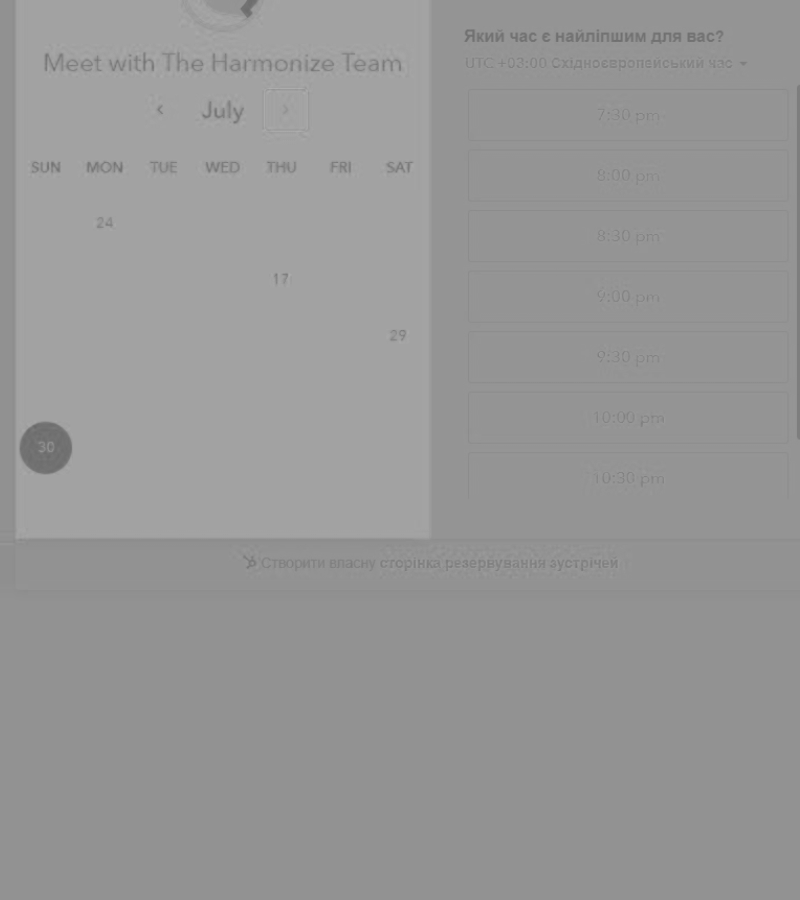 Meet with The Harmonize Team
July
SUN MON TUE WED THU FRI SAT
24
17
29
30
Який час є найліпшим для вас?
UTC +03:00 Східноєвропейський час
7:30 pm
8:00 pm
8:30 pm
9:00 pm
9:30 pm
10:00 pm
10:30 pm
Створити власну сторінка резервування зустрічей